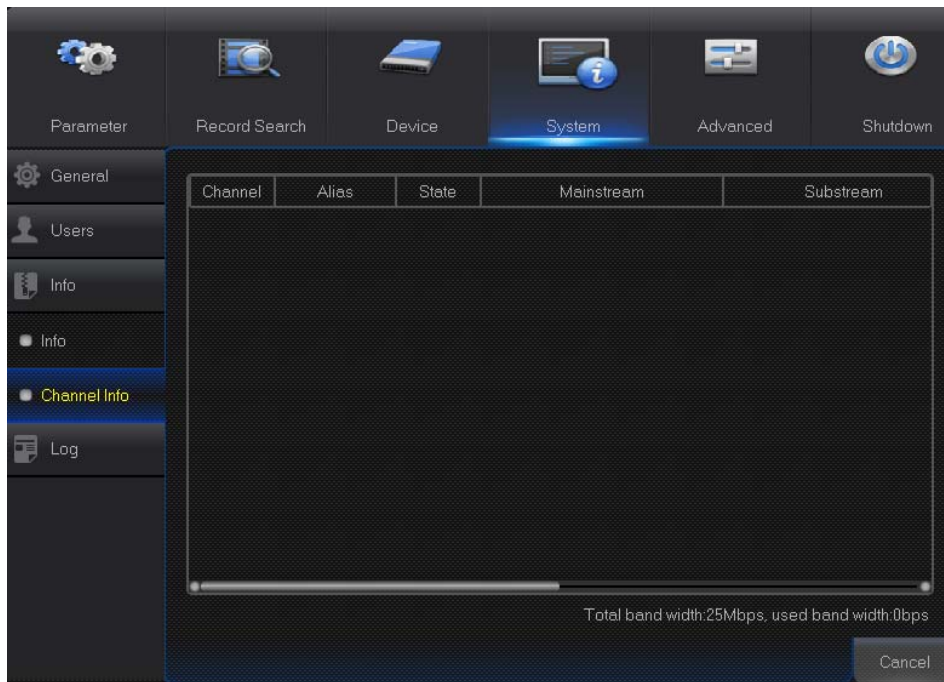 Parameter Record Search Device System Advanced Shutdown
General
Users
Info
Info
Channel Info
Log
Channel Alias State Mainstream Substream
Total band width:25Mbps, used band width:0bps
Cancel